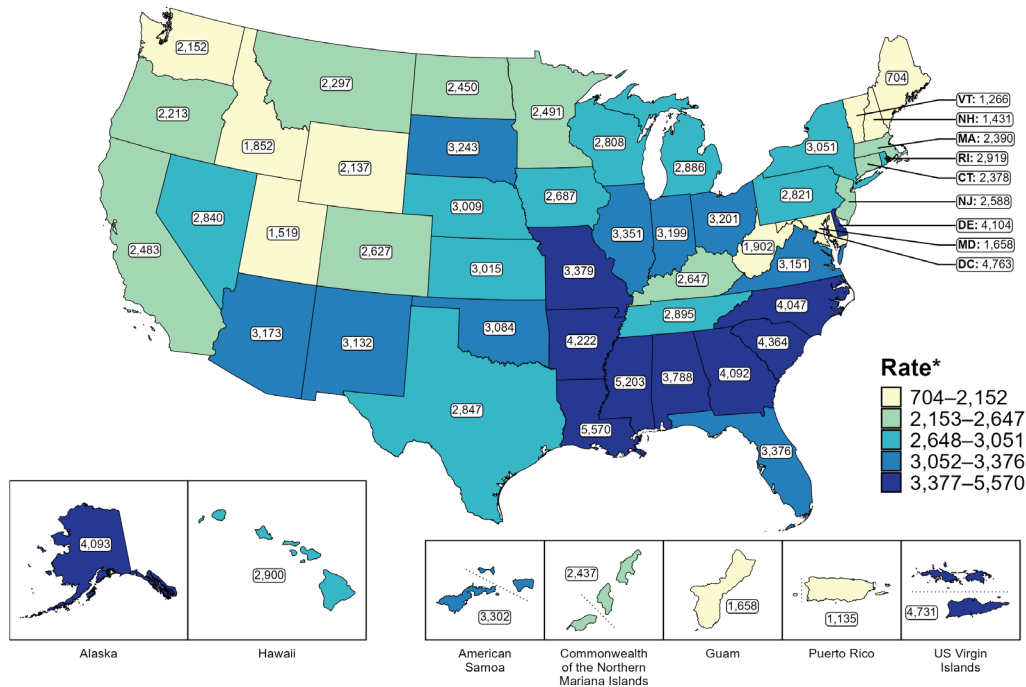 2,152
2,297
2,450
2,491
704
2,213
1,852
3,243
2,808
2,886
3,051
VT: 1,266
NH: 1,431
MA: 2,390
RI: 2,919
CT: 2,378
NJ: 2,588
DE: 4,104
MD: 1,658
DC: 4,763
2,137
2,840
1,519
2,483
2,627
3,009
2,687
3,351
3,199
3,201
2,821
1,902
3,151
3,015
3,379
2,647
2,895
4,047
3,173
3,132
3,084
4,222
4,364
5,203
3,788
4,092
2,847
5,570
3,376
Rate*
704–2,152
2,153–2,647
2,648–3,051
3,052–3,376
3,377–5,570
4,093
2,900
3,302
2,437
1,658
1,135
4,731
Alaska
Hawaii
American
Samoa
Commonwealth
of the Northern
Mariana Islands
Guam
Puerto Rico
US Virgin
Islands